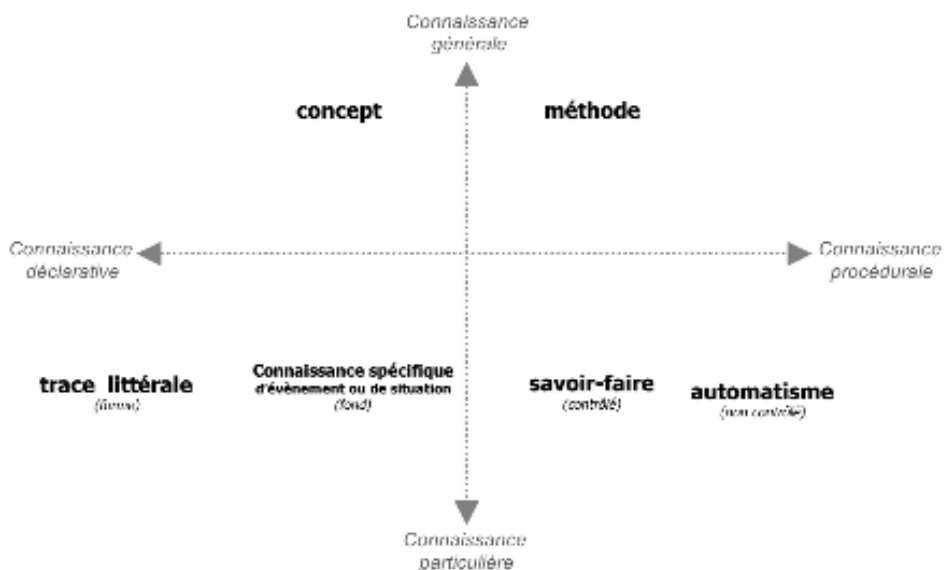 Connaissance
générale
concept
méthode
Connaissance
déclarative
Connaissance
procédurale
trace littérale
(forme)
Connaissance spécifique
d'évènement ou de situation
(fond)
savoir-faire
(contrôlé)
automatisme
(non contrôlé)
Connaissance
particulière